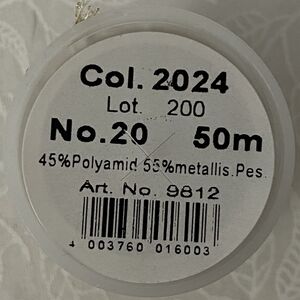 Col. 2024
Lot. 200
No.20 50m
45%Polyamid 55%metallis.Pes.
Art. No. 9812
4 003760 016003